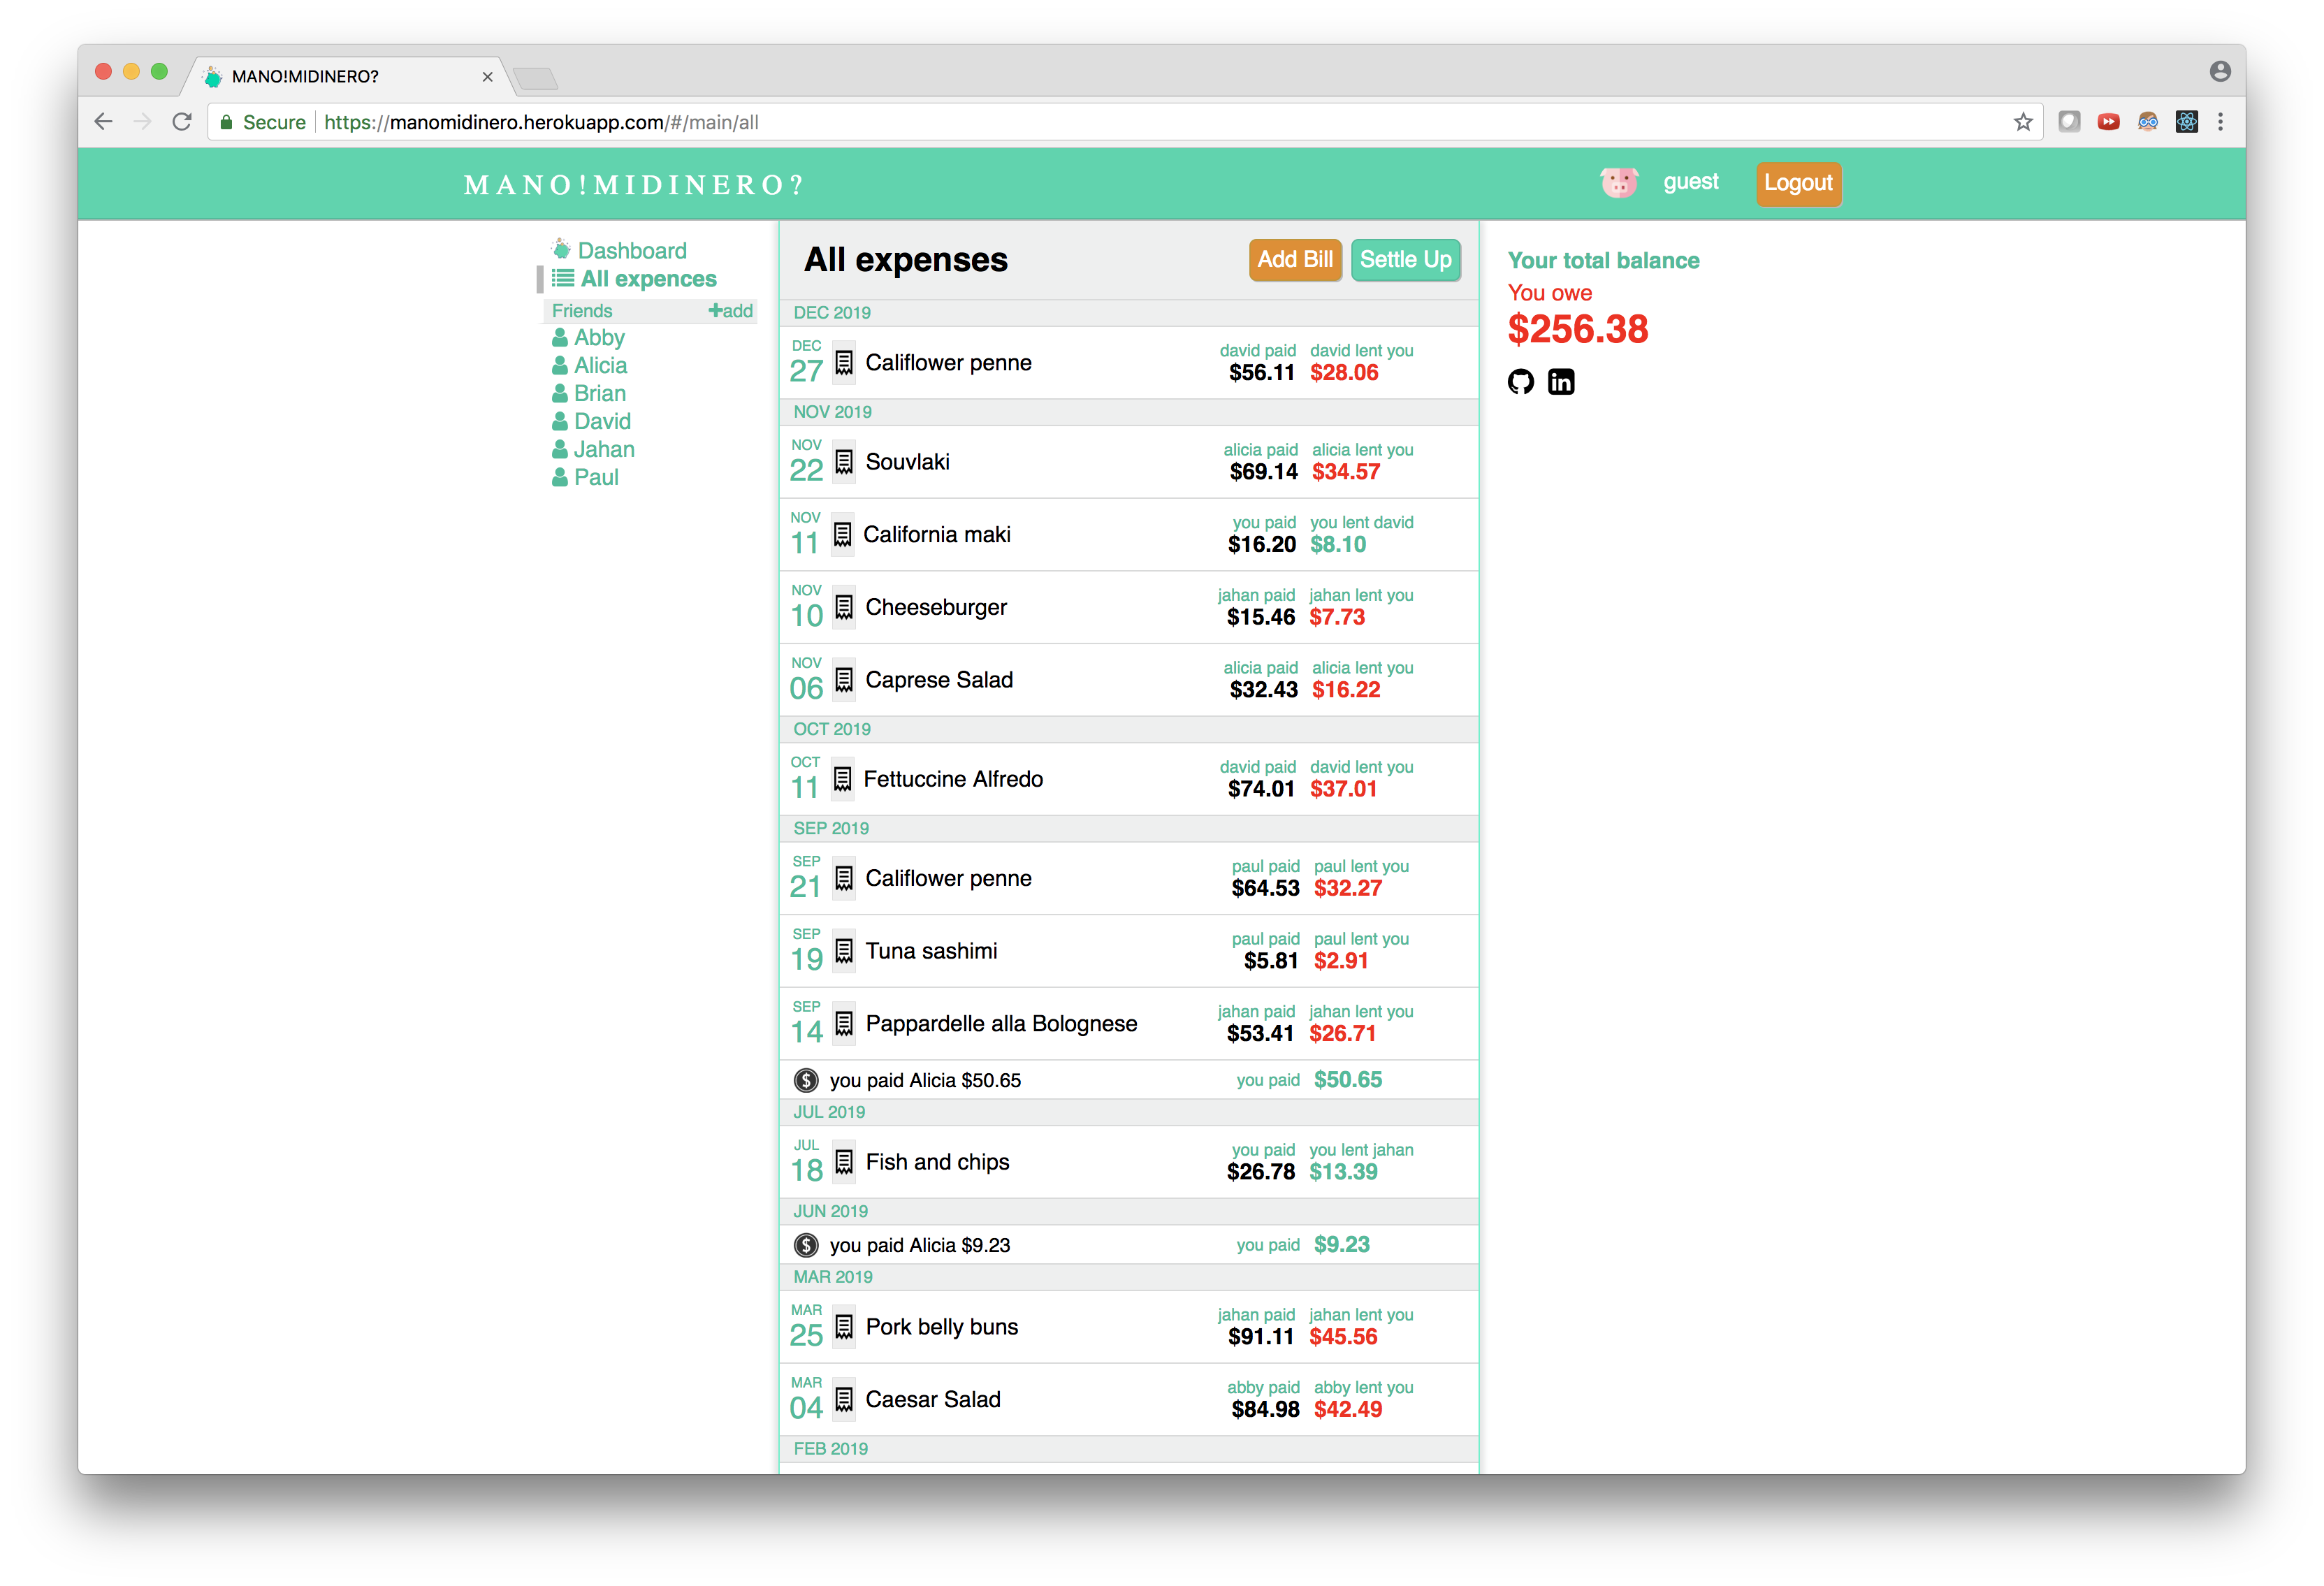 MANO!MIDINERO?
Secure https://manomidinero.herokuapp.com/#/main/all
MANO!MIDINERO?
guest
Logout
Dashboard
All expences
Friends +add
Abby
Alicia
Brian
David
Jahan
Paul
All expenses
Add Bill
Settle Up
DEC 2019
DEC 27 Califlower penne david paid $56.11 david lent you $28.06
NOV 2019
NOV 22 Souvlaki alicia paid $69.14 alicia lent you $34.57
NOV 11 California maki you paid $16.20 you lent david $8.10
NOV 10 Cheeseburger jahan paid $15.46 jahan lent you $7.73
NOV 06 Caprese Salad alicia paid $32.43 alicia lent you $16.22
OCT 2019
OCT 11 Fettuccine Alfredo david paid $74.01 david lent you $37.01
SEP 2019
SEP 21 Califlower penne paul paid $64.53 paul lent you $32.27
SEP 19 Tuna sashimi paul paid $5.81 paul lent you $2.91
SEP 14 Pappardelle alla Bolognese jahan paid $53.41 jahan lent you $26.71
$ you paid Alicia $50.65 you paid $50.65
JUL 2019
JUL 18 Fish and chips you paid $26.78 you lent jahan $13.39
JUN 2019
$ you paid Alicia $9.23 you paid $9.23
MAR 2019
MAR 25 Pork belly buns jahan paid $91.11 jahan lent you $45.56
MAR 04 Caesar Salad abby paid $84.98 abby lent you $42.49
FEB 2019
Your total balance
You owe
$256.38
in